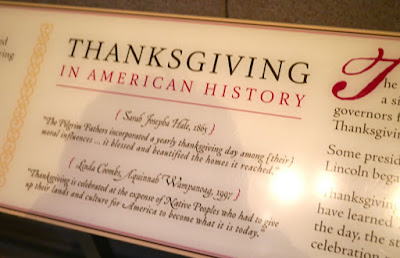 ed
ving
THANKSGIVING
IN AMERICAN HISTORY
{ Sarah Josepha Hale, 1865 }
"The Pilgrim Fathers incorporated a yearly thanksgiving day among {their}
moral influences ... it blessed and beautified the homes it reached."
{ Linda Coombs, Aquinnah Wampanoag, 1997 }
"Thanksgiving is celebrated at the expense of Native Peoples who had to give
up their lands and culture for America to become what it is today."
The
a si
governors f
Thanksgivin
Some presid
Lincoln bega
Thanksgiving
have learned
the day, the st
celebration